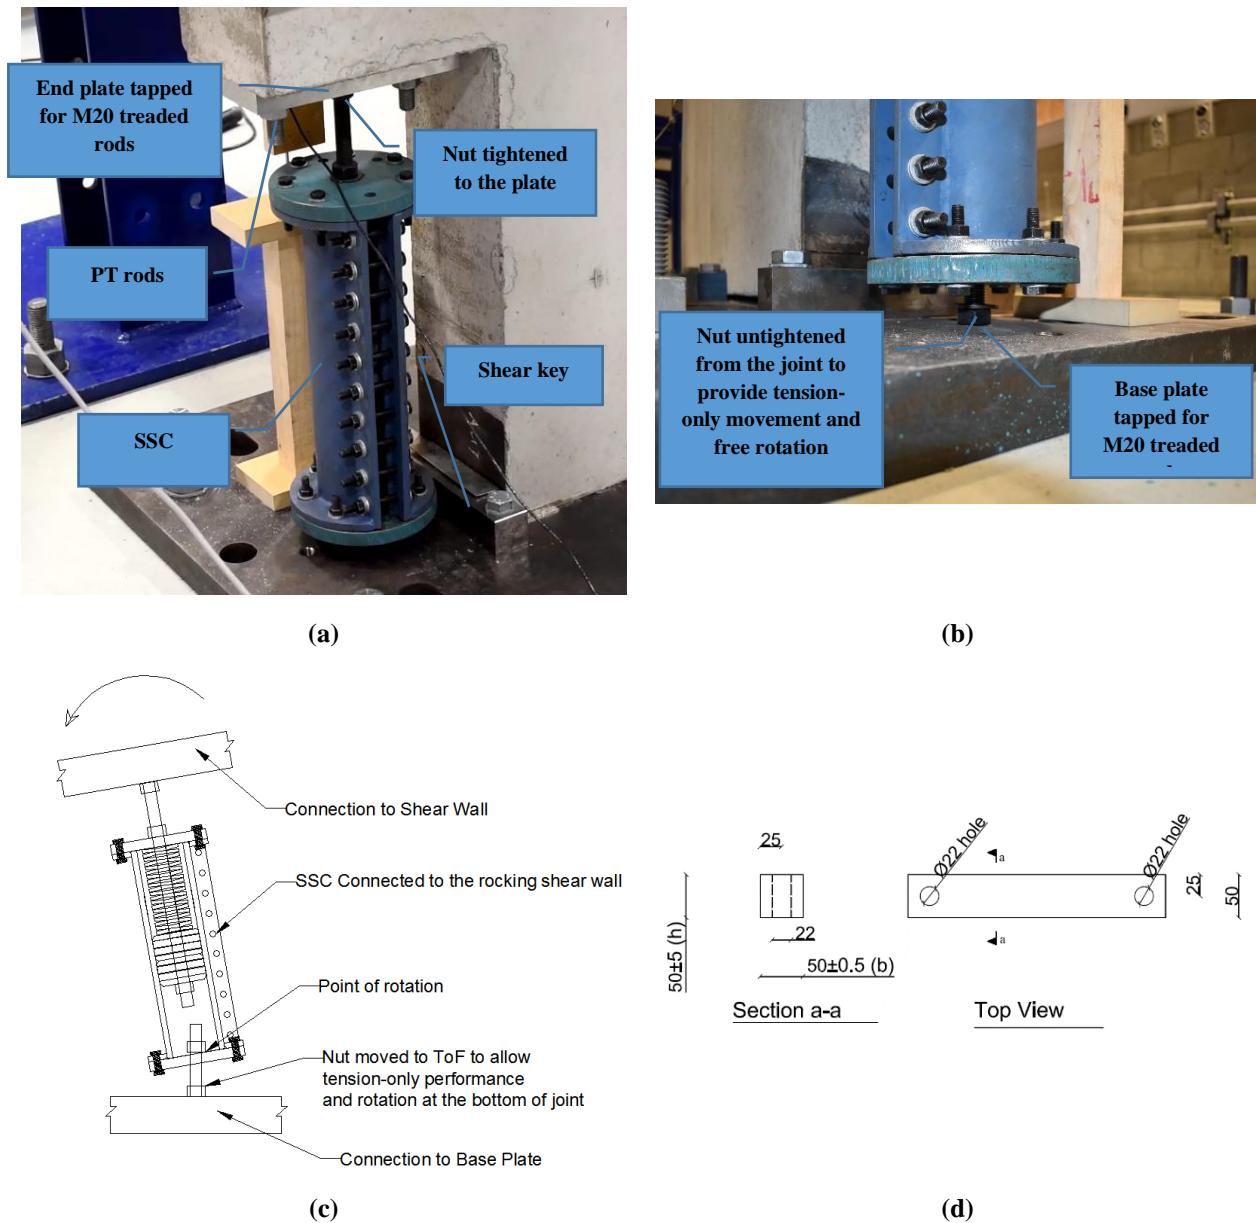 End plate tapped
for M20 treaded
rods
Nut tightened
to the plate
PT rods
Shear key
SSC
(a)
Nut untightened
from the joint to
provide tension-
only movement and
free rotation
Base plate
tapped for
M20 treaded
(b)
Connection to Shear Wall
SSC Connected to the rocking shear wall
Point of rotation
Nut moved to ToF to allow
tension-only performance
and rotation at the bottom of joint
Connection to Base Plate
(c)
25
22
50±5 (h)
50±0.5 (b)
Section a-a
Ø22 hole
Ø22 hole
a
a
25
50
Top View
(d)